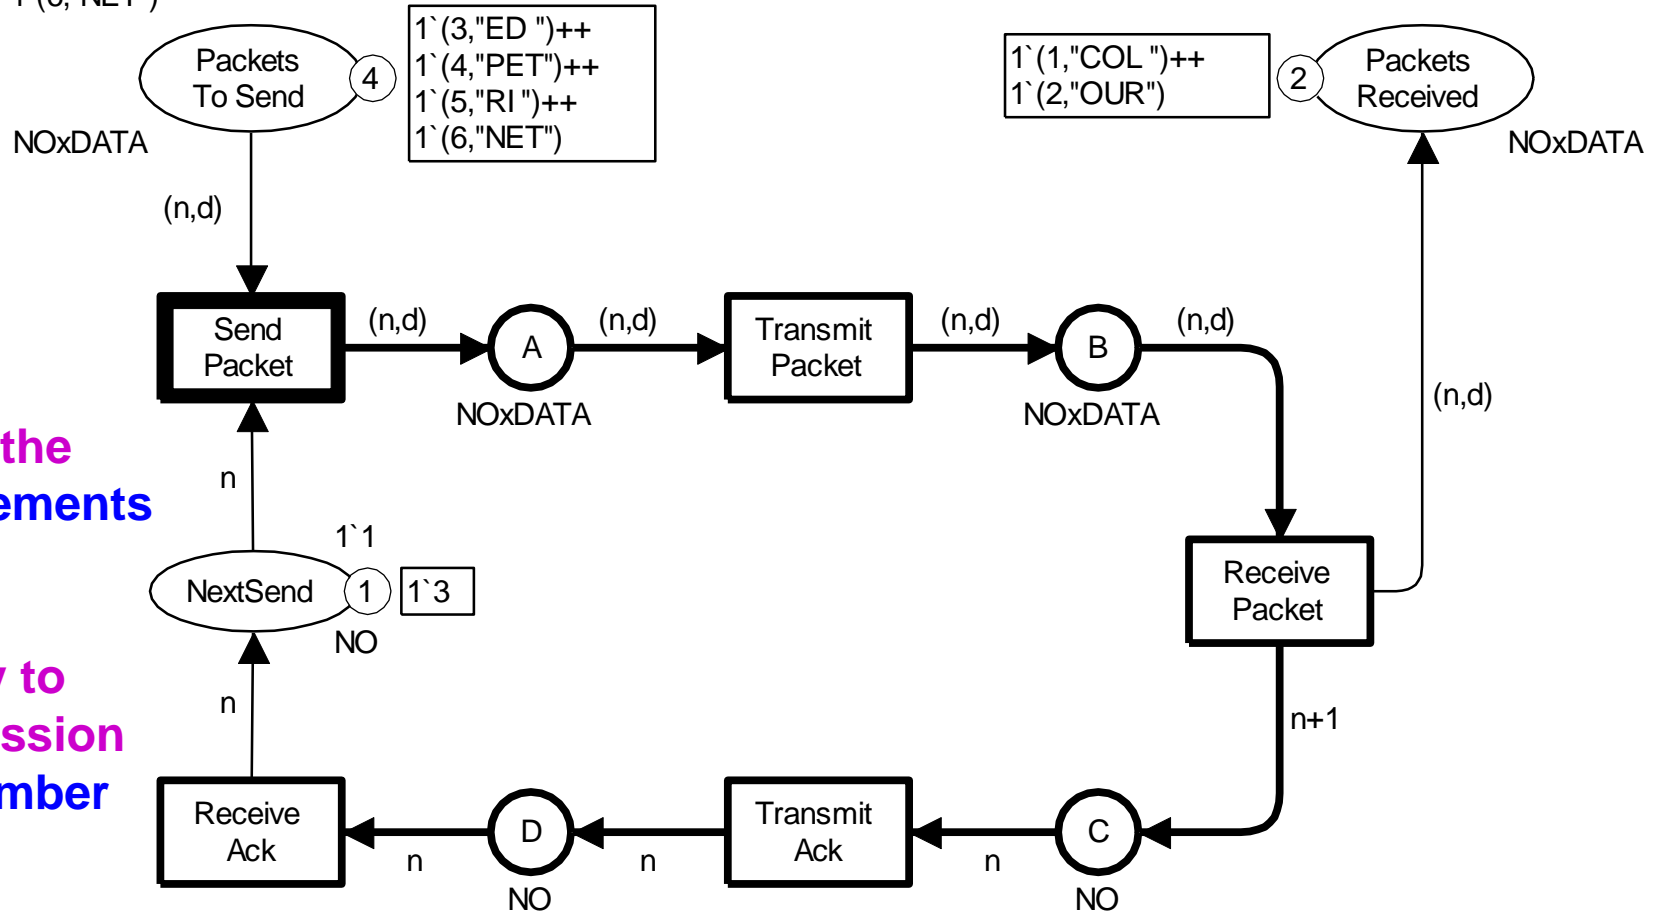 1`(3,"ED ")++
1`(4,"PET")++
1`(5,"RI ")++
1`(6,"NET")
Packets
To Send
4
NOxDATA
(n,d)
1`(1,"COL ")++
1`(2,"OUR")
2
Packets
Received
NOxDATA
Send
Packet
(n,d)
A
NOxDATA
(n,d)
Transmit
Packet
(n,d)
B
NOxDATA
(n,d)
(n,d)
the
ements
n
1`1
NextSend
1
1`3
NO
Receive
Packet
y to
ssion
mber
n
n+1
Receive
Ack
n
D
NO
n
Transmit
Ack
n
C
NO